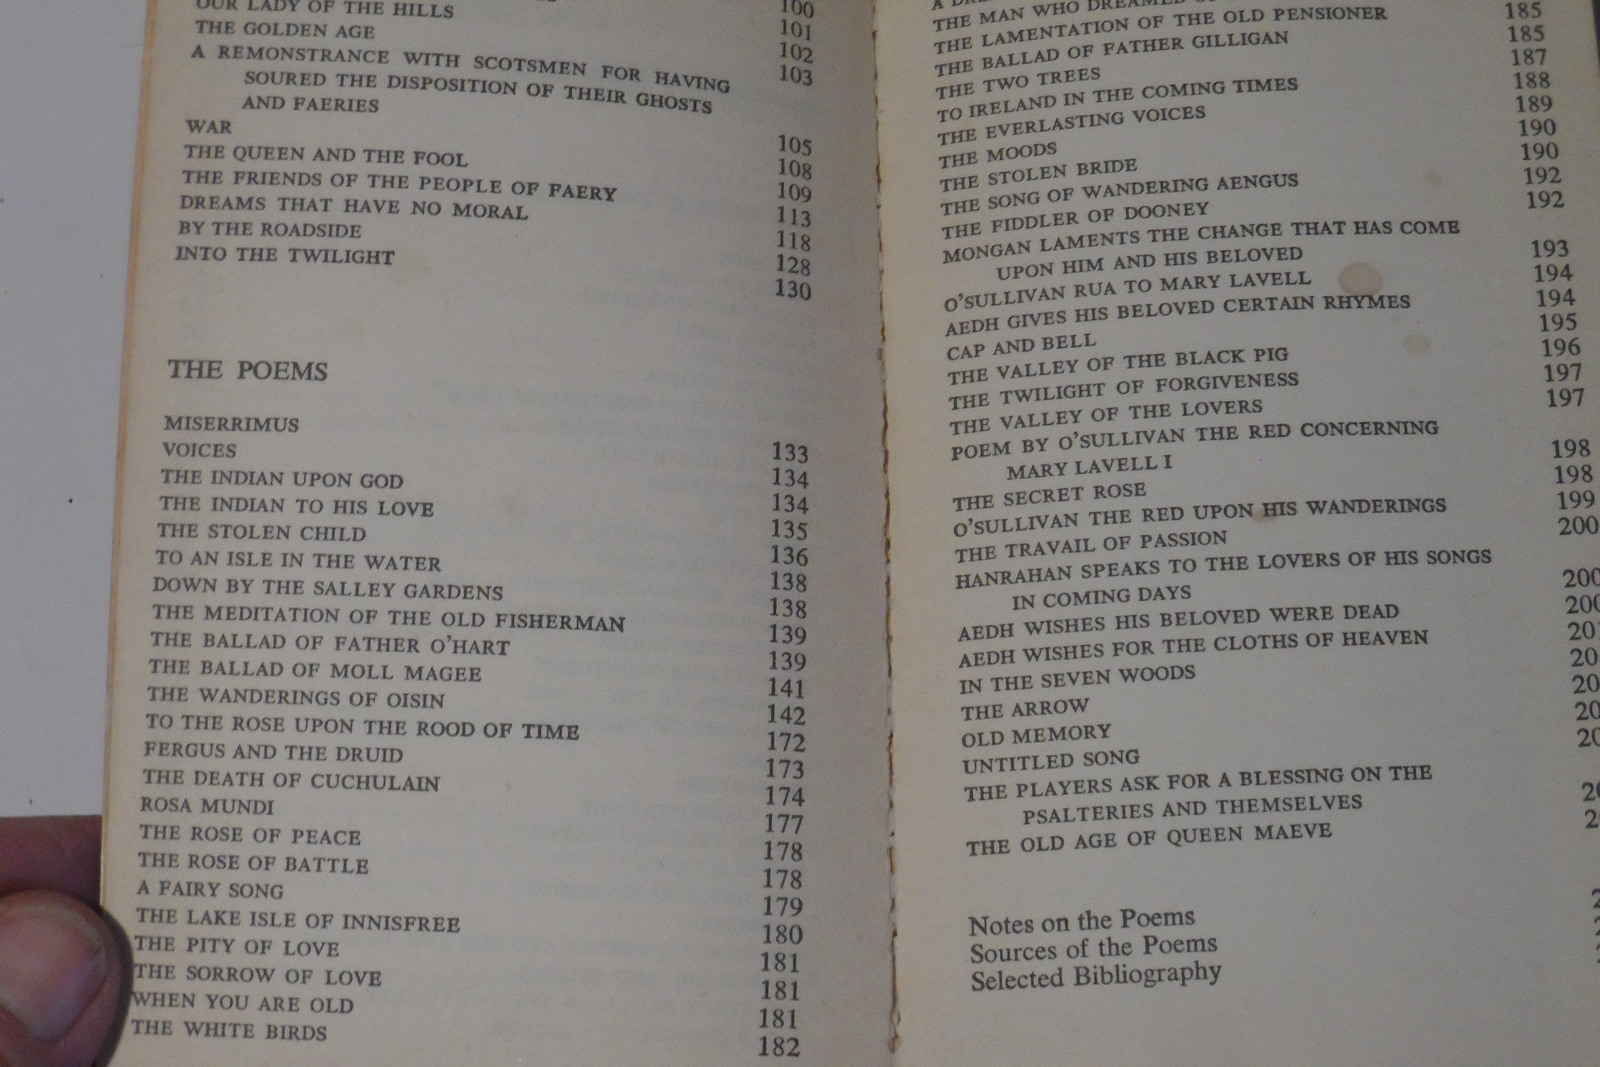 OUR LADY OF THE HILLS 100
THE GOLDEN AGE 101
A REMONSTRANCE WITH SCOTSMEN FOR HAVING 102
SOURED THE DISPOSITION OF THEIR GHOSTS 103
AND FAERIES
WAR
THE QUEEN AND THE FOOL 105
THE FRIENDS OF THE PEOPLE OF FAERY 108
DREAMS THAT HAVE NO MORAL 109
BY THE ROADSIDE 113
INTO THE TWILIGHT 118
128
130
THE POEMS
MISERRIMUS
VOICES 133
THE INDIAN UPON GOD 134
THE INDIAN TO HIS LOVE 134
THE STOLEN CHILD 135
TO AN ISLE IN THE WATER 136
DOWN BY THE SALLEY GARDENS 138
THE MEDITATION OF THE OLD FISHERMAN 138
THE BALLAD OF FATHER O'HART 139
THE BALLAD OF MOLL MAGEE 139
THE WANDERINGS OF OISIN 141
TO THE ROSE UPON THE ROOD OF TIME 142
FERGUS AND THE DRUID 172
THE DEATH OF CUCHULAIN 173
ROSA MUNDI 174
THE ROSE OF PEACE 177
THE ROSE OF BATTLE 178
A FAIRY SONG 178
THE LAKE ISLE OF INNISFREE 179
THE PITY OF LOVE 180
THE SORROW OF LOVE 181
WHEN YOU ARE OLD 181
THE WHITE BIRDS 181
182
THE MAN WHO DREAMED
THE LAMENTATION OF THE OLD PENSIONER 185
THE BALLAD OF FATHER GILLIGAN 185
THE TWO TREES 187
TO IRELAND IN THE COMING TIMES 188
THE EVERLASTING VOICES 189
THE MOODS 190
THE STOLEN BRIDE 190
THE SONG OF WANDERING AENGUS 192
THE FIDDLER OF DOONEY 192
MONGAN LAMENTS THE CHANGE THAT HAS COME
UPON HIM AND HIS BELOVED 193
O'SULLIVAN RUA TO MARY LAVELL 194
AEDH GIVES HIS BELOVED CERTAIN RHYMES 194
CAP AND BELL 195
THE VALLEY OF THE BLACK PIG 196
THE TWILIGHT OF FORGIVENESS 197
THE VALLEY OF THE LOVERS 197
POEM BY O'SULLIVAN THE RED CONCERNING
MARY LAVELL I 198
THE SECRET ROSE 198
O'SULLIVAN THE RED UPON HIS WANDERINGS 199
THE TRAVAIL OF PASSION 200
HANRAHAN SPEAKS TO THE LOVERS OF HIS SONGS
IN COMING DAYS
AEDH WISHES HIS BELOVED WERE DEAD
AEDH WISHES FOR THE CLOTHS OF HEAVEN
IN THE SEVEN WOODS
THE ARROW
OLD MEMORY
UNTITLED SONG
THE PLAYERS ASK FOR A BLESSING ON THE
PSALTERIES AND THEMSELVES
THE OLD AGE OF QUEEN MAEVE
Notes on the Poems
Sources of the Poems
Selected Bibliography